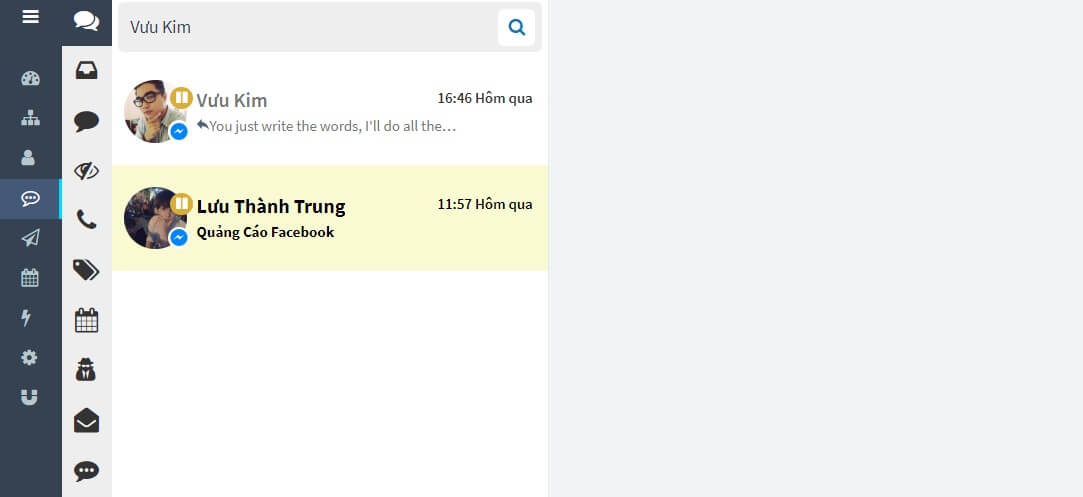 Vưu Kim
Vưu Kim
16:46 Hôm qua
You just write the words, I'll do all the…
Lưu Thành Trung
11:57 Hôm qua
Quảng Cáo Facebook